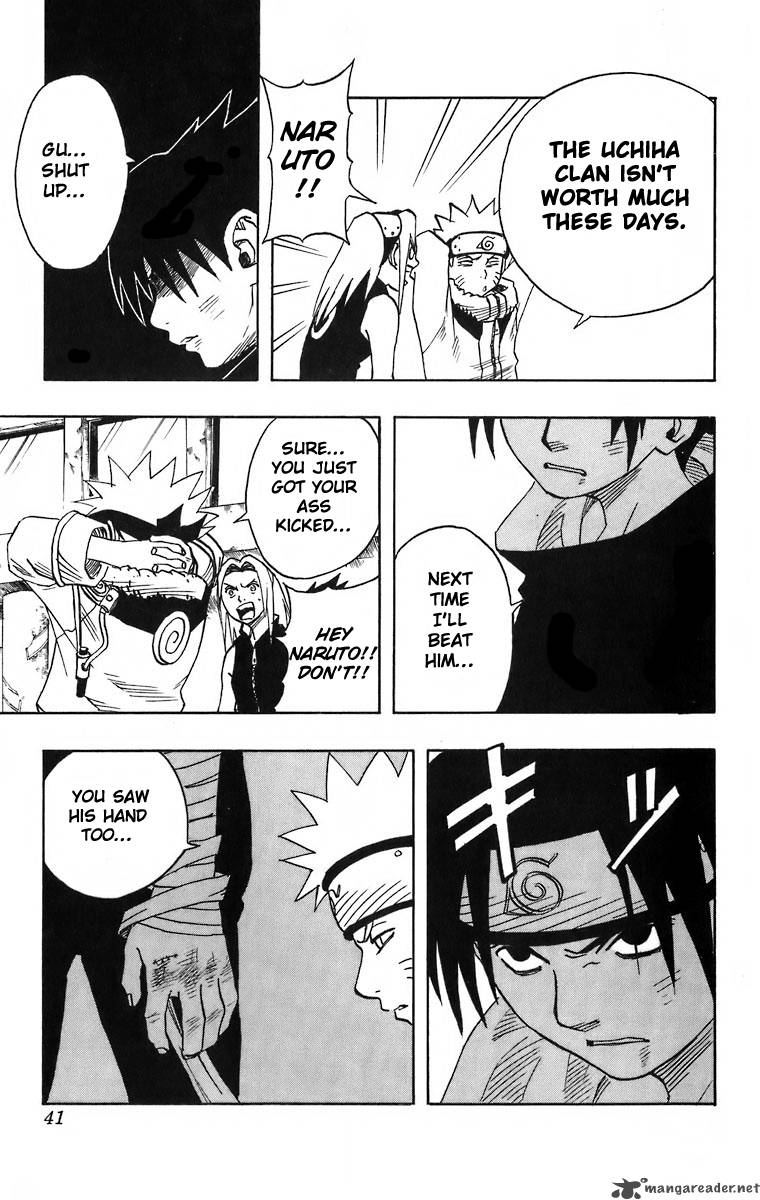 THE UCHIHA
CLAN ISN'T
WORTH MUCH
THESE DAYS.
NAR
UTO
!!
GU...
SHUT
UP...
NEXT
TIME
I'LL
BEAT
HIM...
SURE...
YOU JUST
GOT YOUR
ASS
KICKED...
HEY
NARUTO!!
DON'T!!
ギッ
YOU SAW
HIS HAND
TOO...
41
mangareader.net